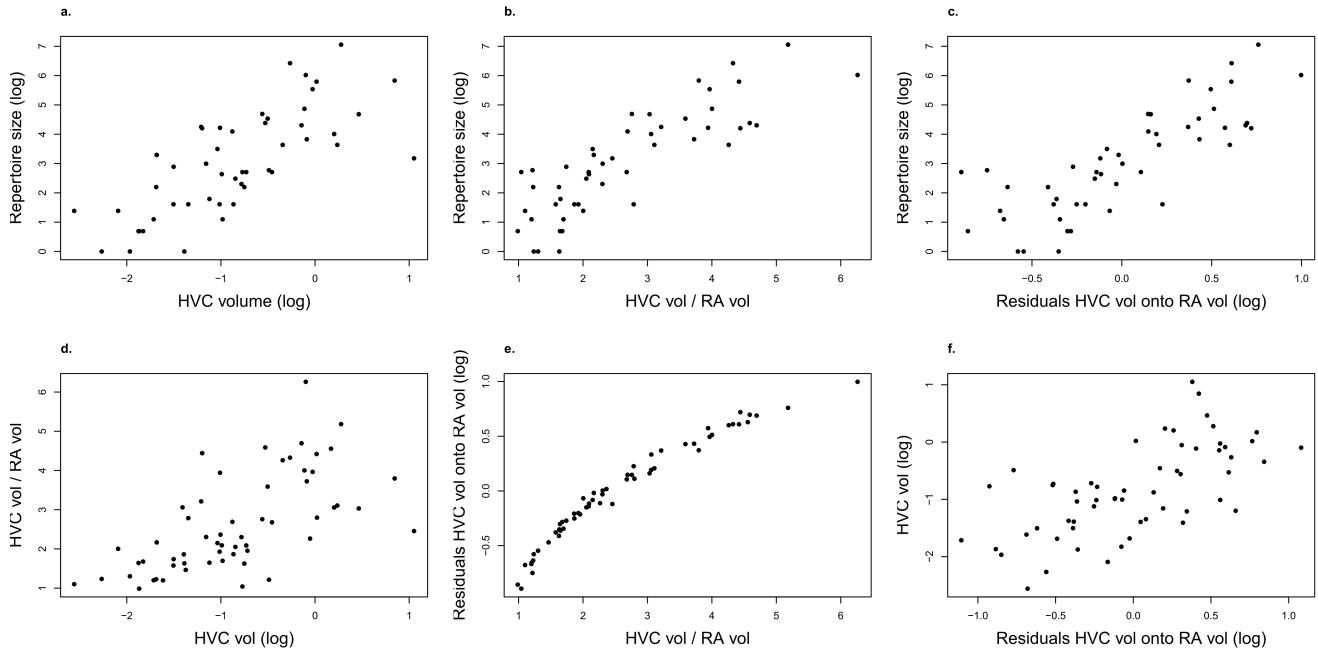 a.
Repertoire size (log)
0 1 2 3 4 5 6 7
−2 −1 0 1
HVC volume (log)
b.
Repertoire size (log)
0 1 2 3 4 5 6 7
1 2 3 4 5 6
HVC vol / RA vol
c.
Repertoire size (log)
0 1 2 3 4 5 6 7
−0.5 0.0 0.5 1.0
Residuals HVC vol onto RA vol (log)
d.
HVC vol / RA vol
1 2 3 4 5 6
−2 −1 0 1
HVC vol (log)
e.
Residuals HVC vol onto RA vol (log)
−0.5 0.0 0.5 1.0
1 2 3 4 5 6
HVC vol / RA vol
f.
HVC vol (log)
−2 −1 0 1
−1.0 −0.5 0.0 0.5 1.0
Residuals HVC vol onto RA vol (log)